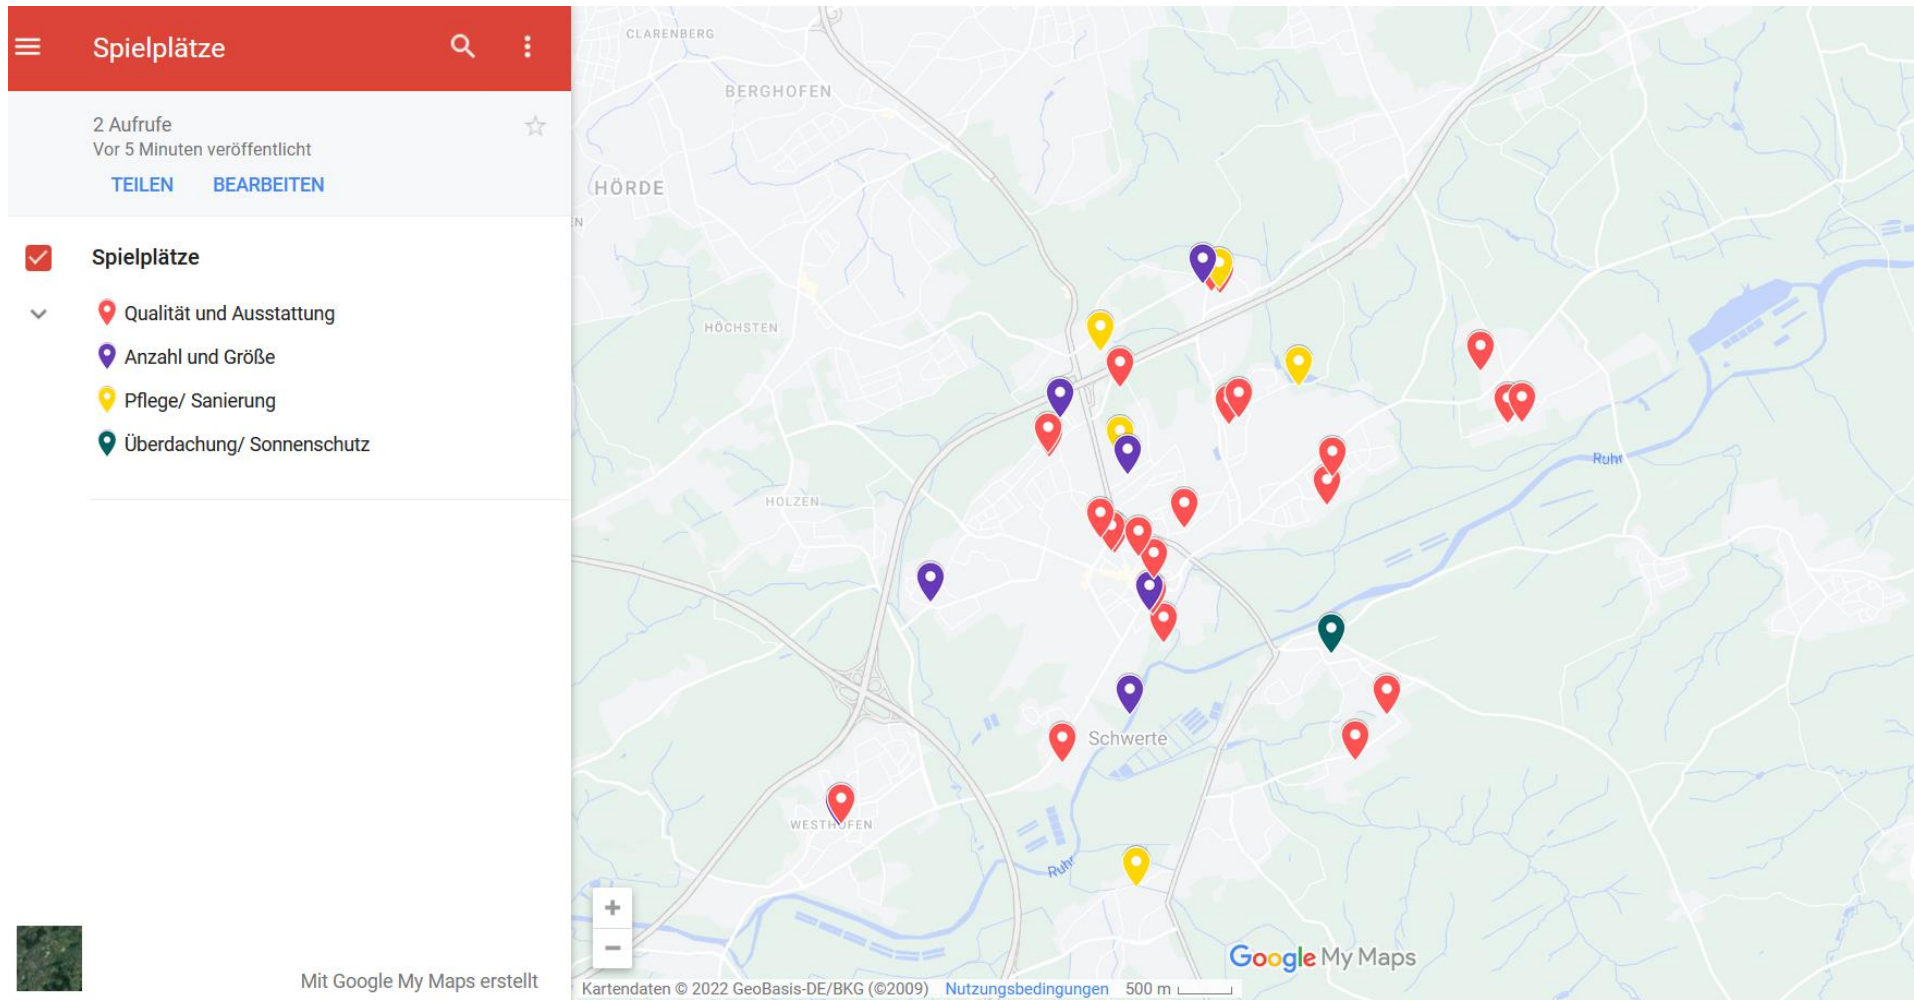 Spielplätze
2 Aufrufe
Vor 5 Minuten veröffentlicht
TEILEN BEARBEITEN
Spielplätze
Qualität und Ausstattung
Anzahl und Größe
Pflege/ Sanierung
Überdachung/ Sonnenschutz
Mit Google My Maps erstellt
CLARENBERG
BERGHOFEN
HÖRDE
EN
HÖCHSTEN
HOLZEN
Ruhr
Schwerte
WESTHOFEN
Ruhr
Google My Maps
Kartendaten © 2022 GeoBasis-DE/BKG (©2009) Nutzungsbedingungen 500 m